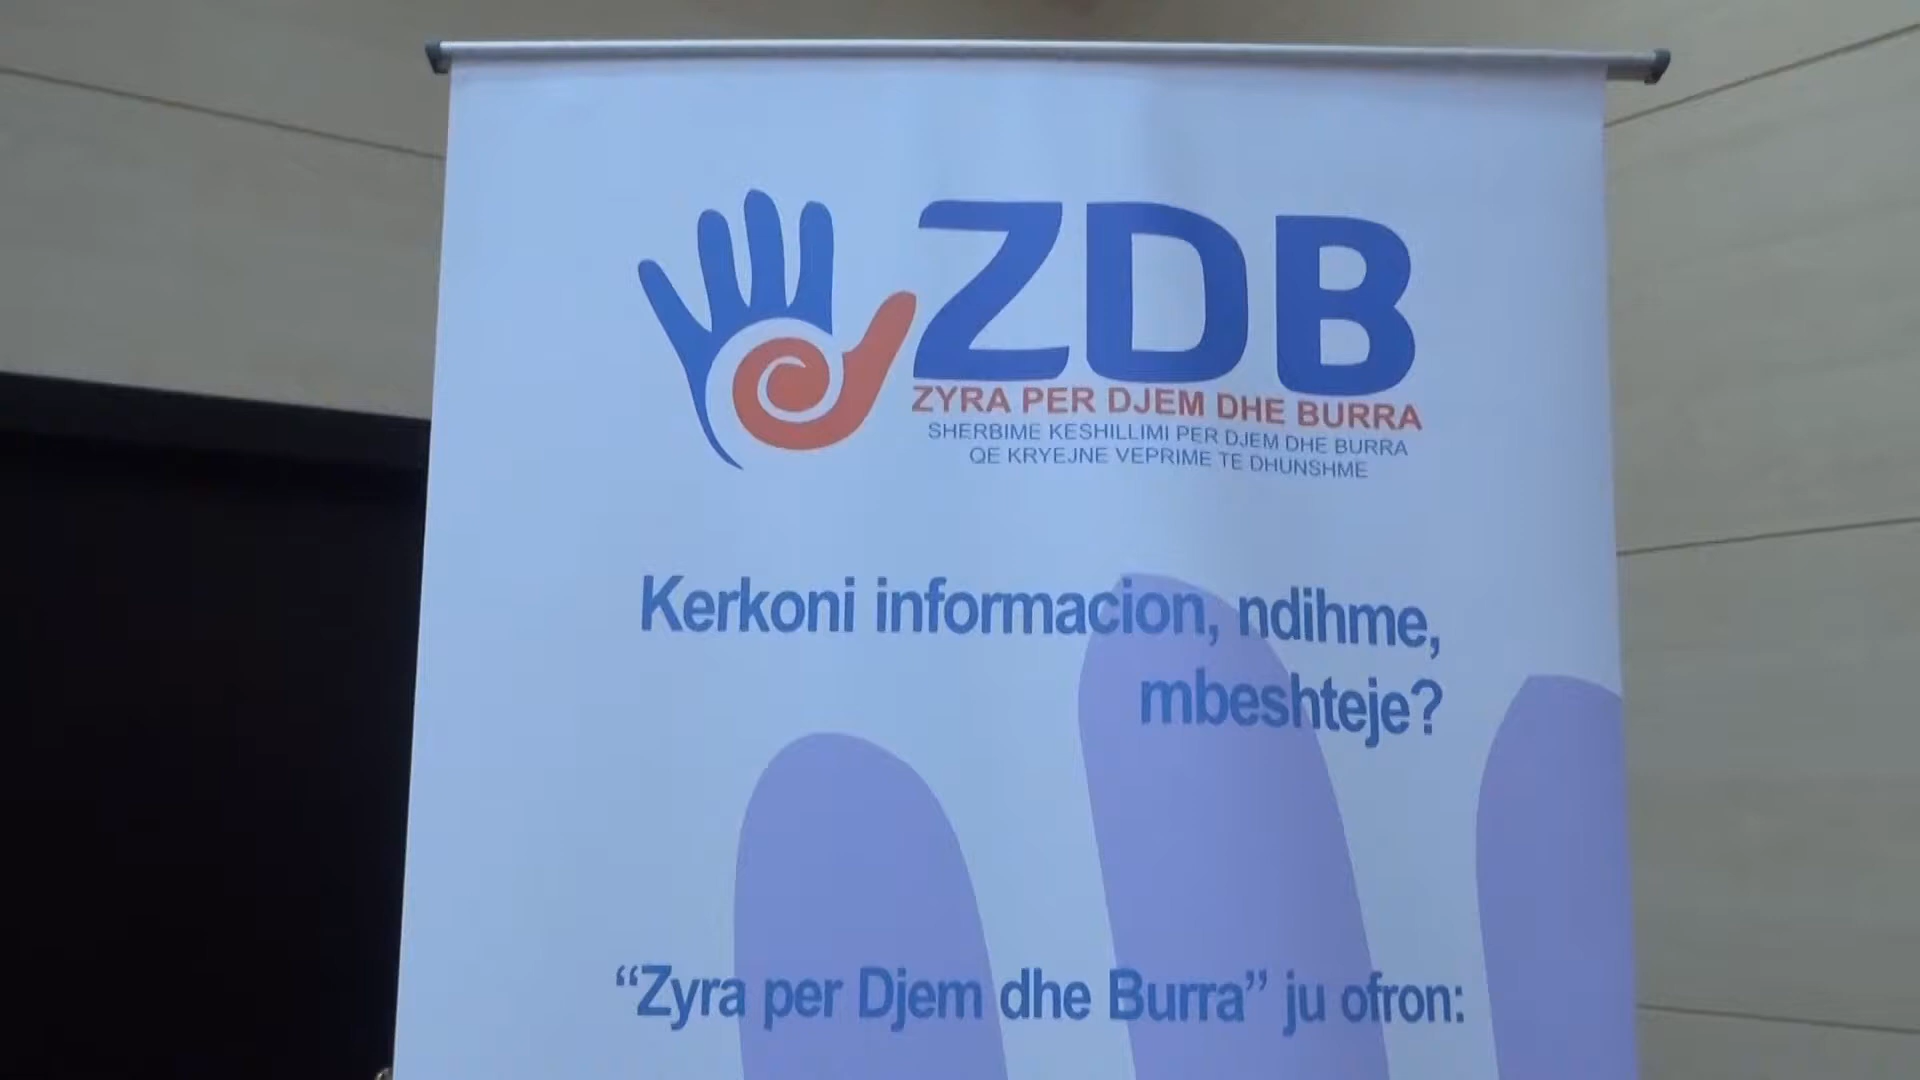 ZDB
ZYRA PER DJEM DHE BURRA
SHERBIME KESHILLIMI PER DJEM DHE BURRA
QE KRYEJNE VEPRIME TE DHUNSHME
Kerkoni informacion, ndihme,
mbeshteje?
“Zyra per Djem dhe Burra” ju ofron: